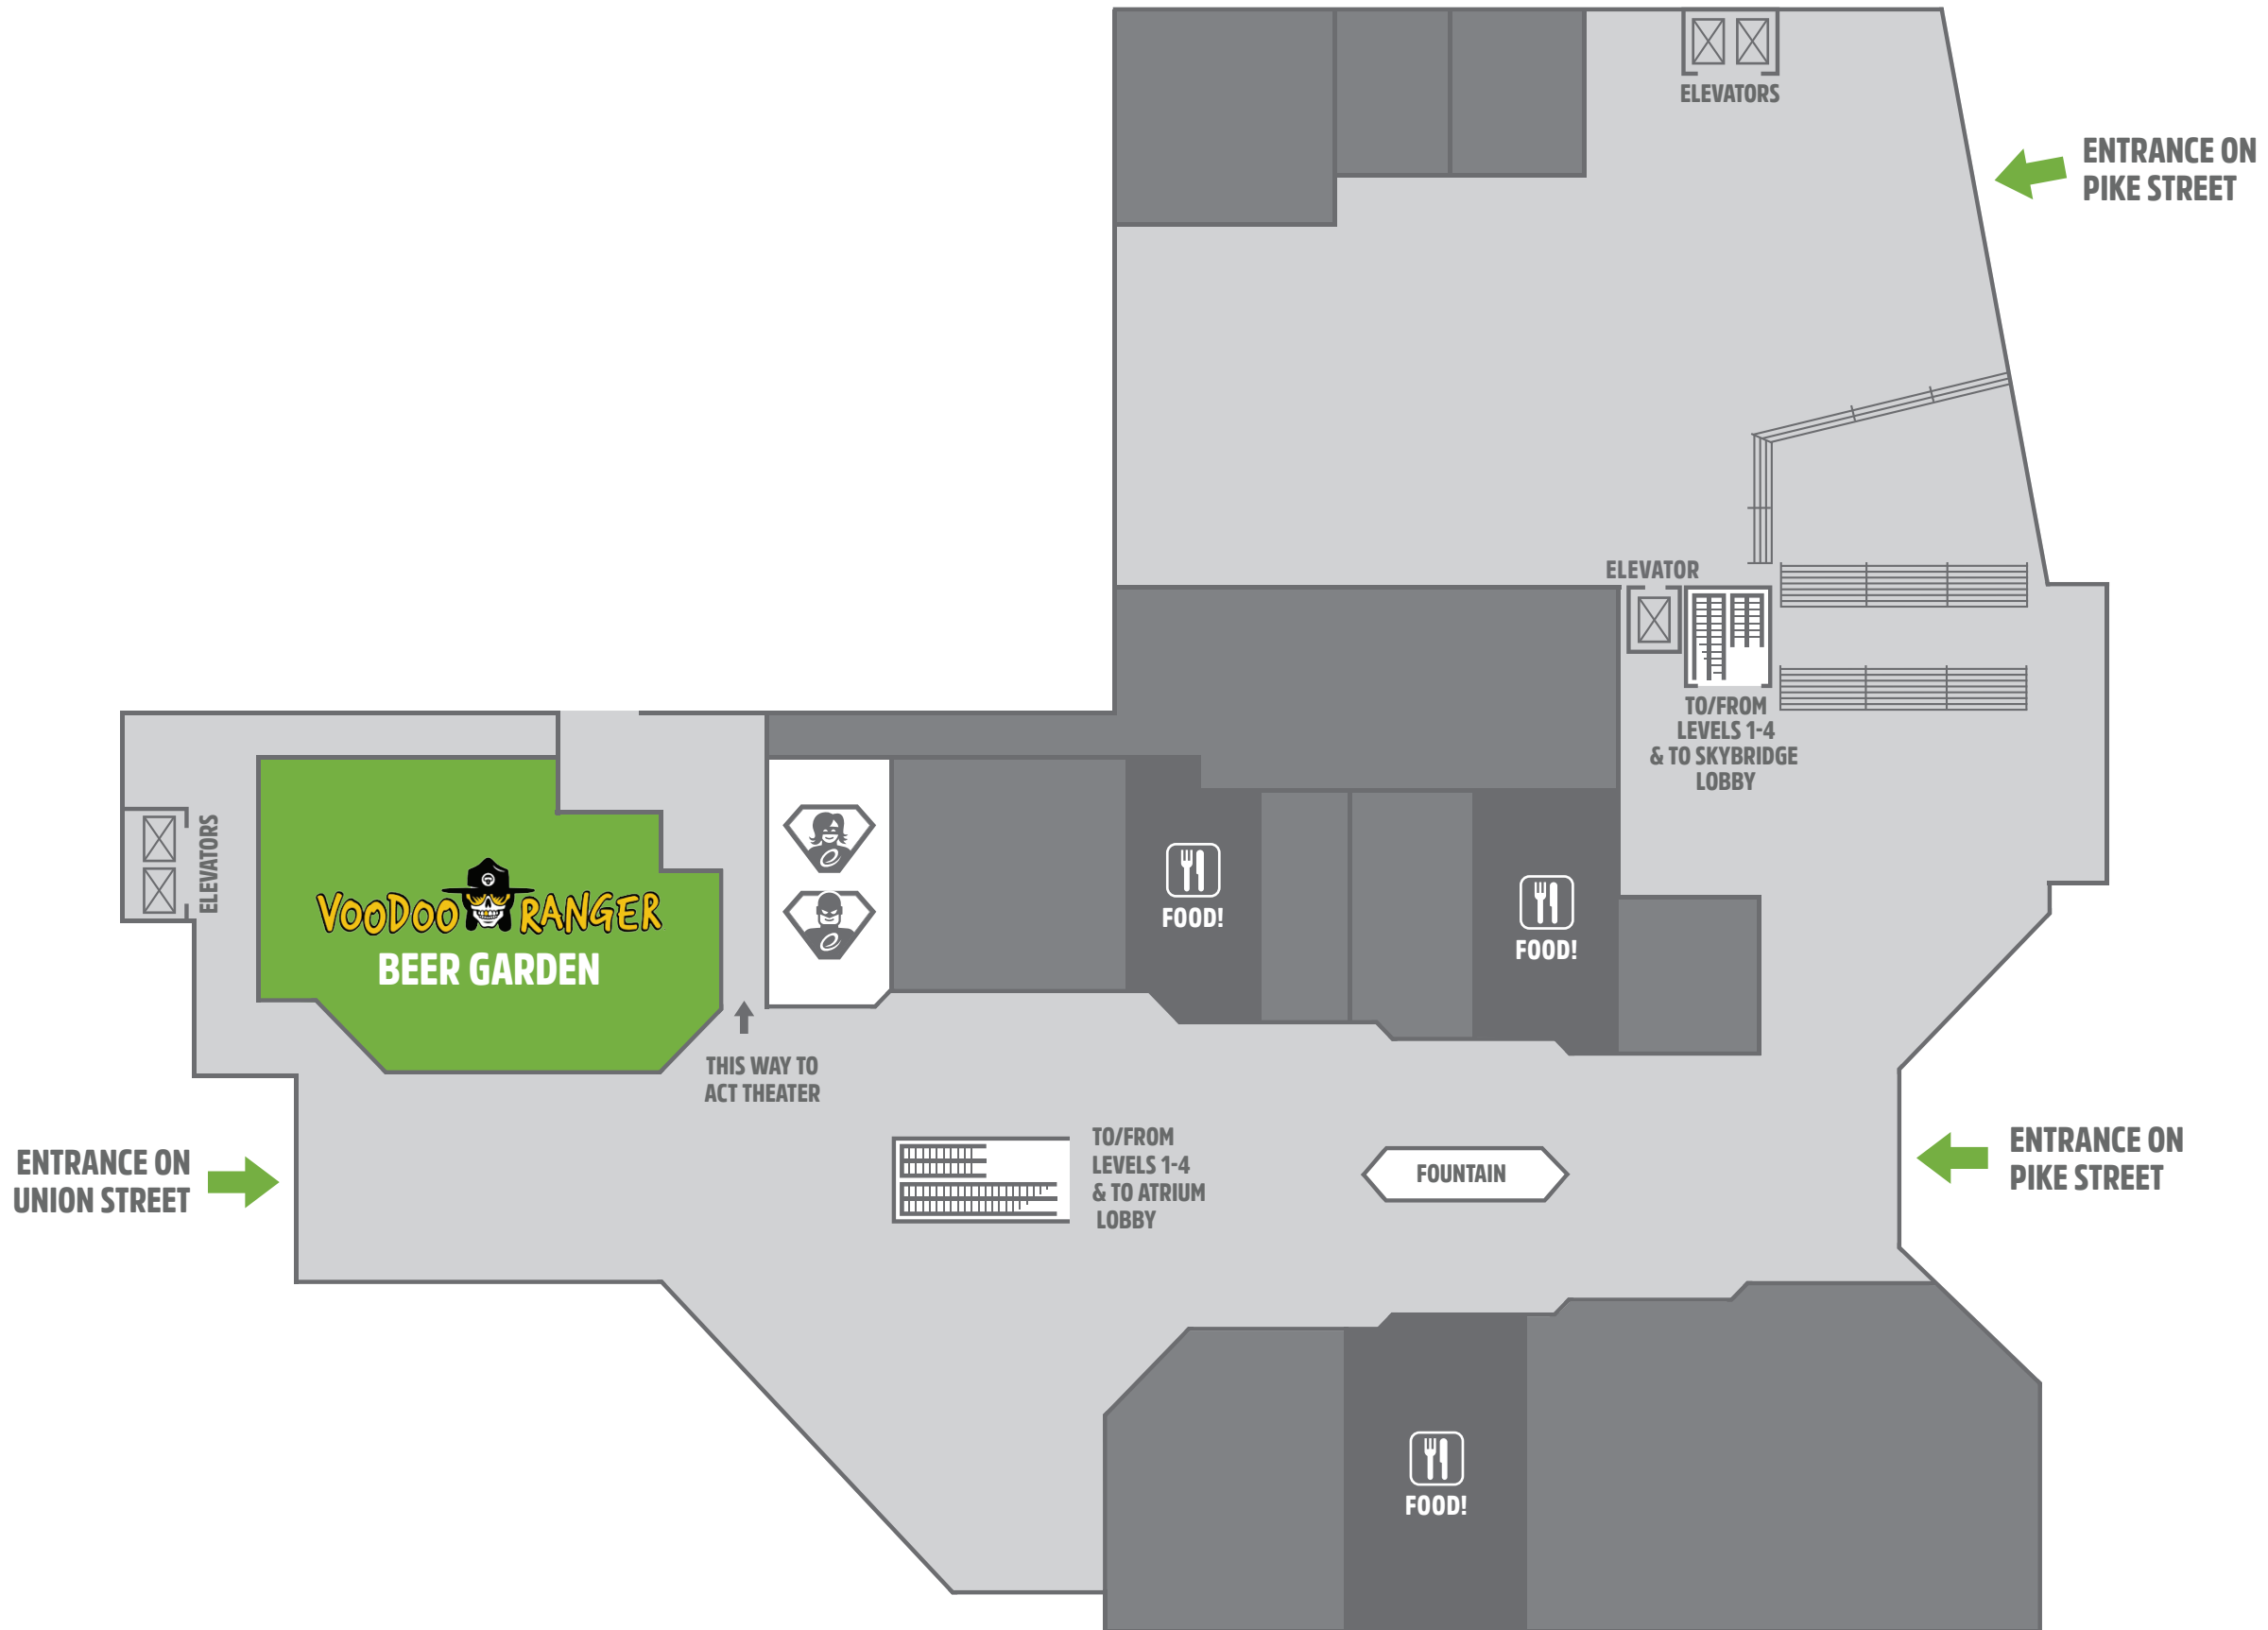 ELEVATORS
ENTRANCE ON
PIKE STREET
ELEVATOR
TO/FROM
LEVELS 1-4
& TO SKYBRIDGE
LOBBY
ELEVATORS
VOODOO RANGER
BEER GARDEN
FOOD!
FOOD!
THIS WAY TO
ACT THEATER
ENTRANCE ON
UNION STREET
TO/FROM
LEVELS 1-4
& TO ATRIUM
LOBBY
FOUNTAIN
ENTRANCE ON
PIKE STREET
FOOD!